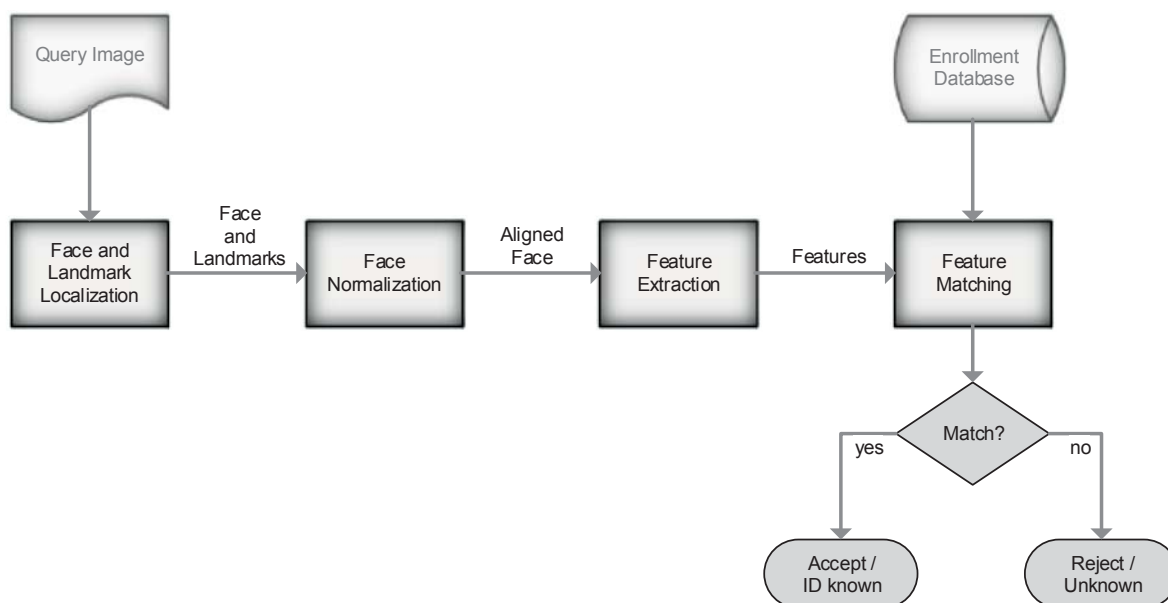 Query Image
Enrollment
Database
Face and
Landmark
Localization
Face
and
Landmarks
Face
Normalization
Aligned
Face
Feature
Extraction
Features
Feature
Matching
Match?
yes
no
Accept /
ID known
Reject /
Unknown